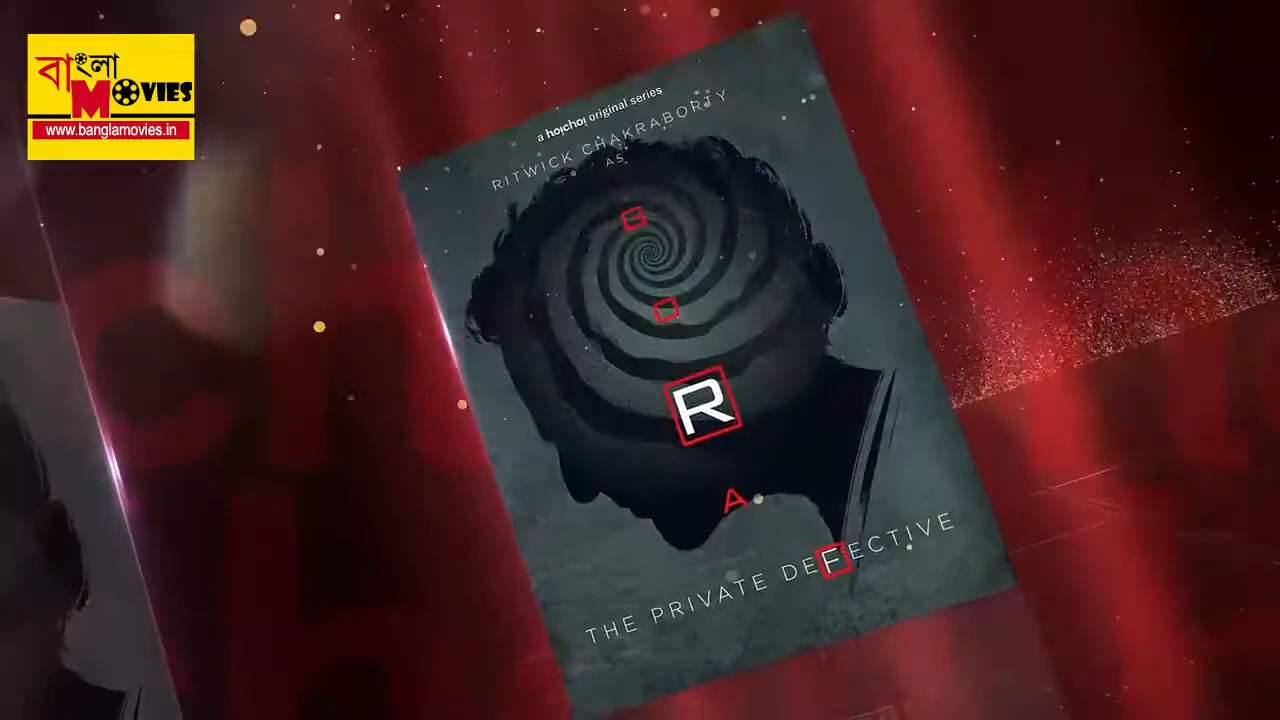 বাংলা
MOVIES
www.banglamovies.in
a hoichoi original series
RITWICK CHAKRABORTY
AS
G
O
R
A
THE PRIVATE DEFECTIVE